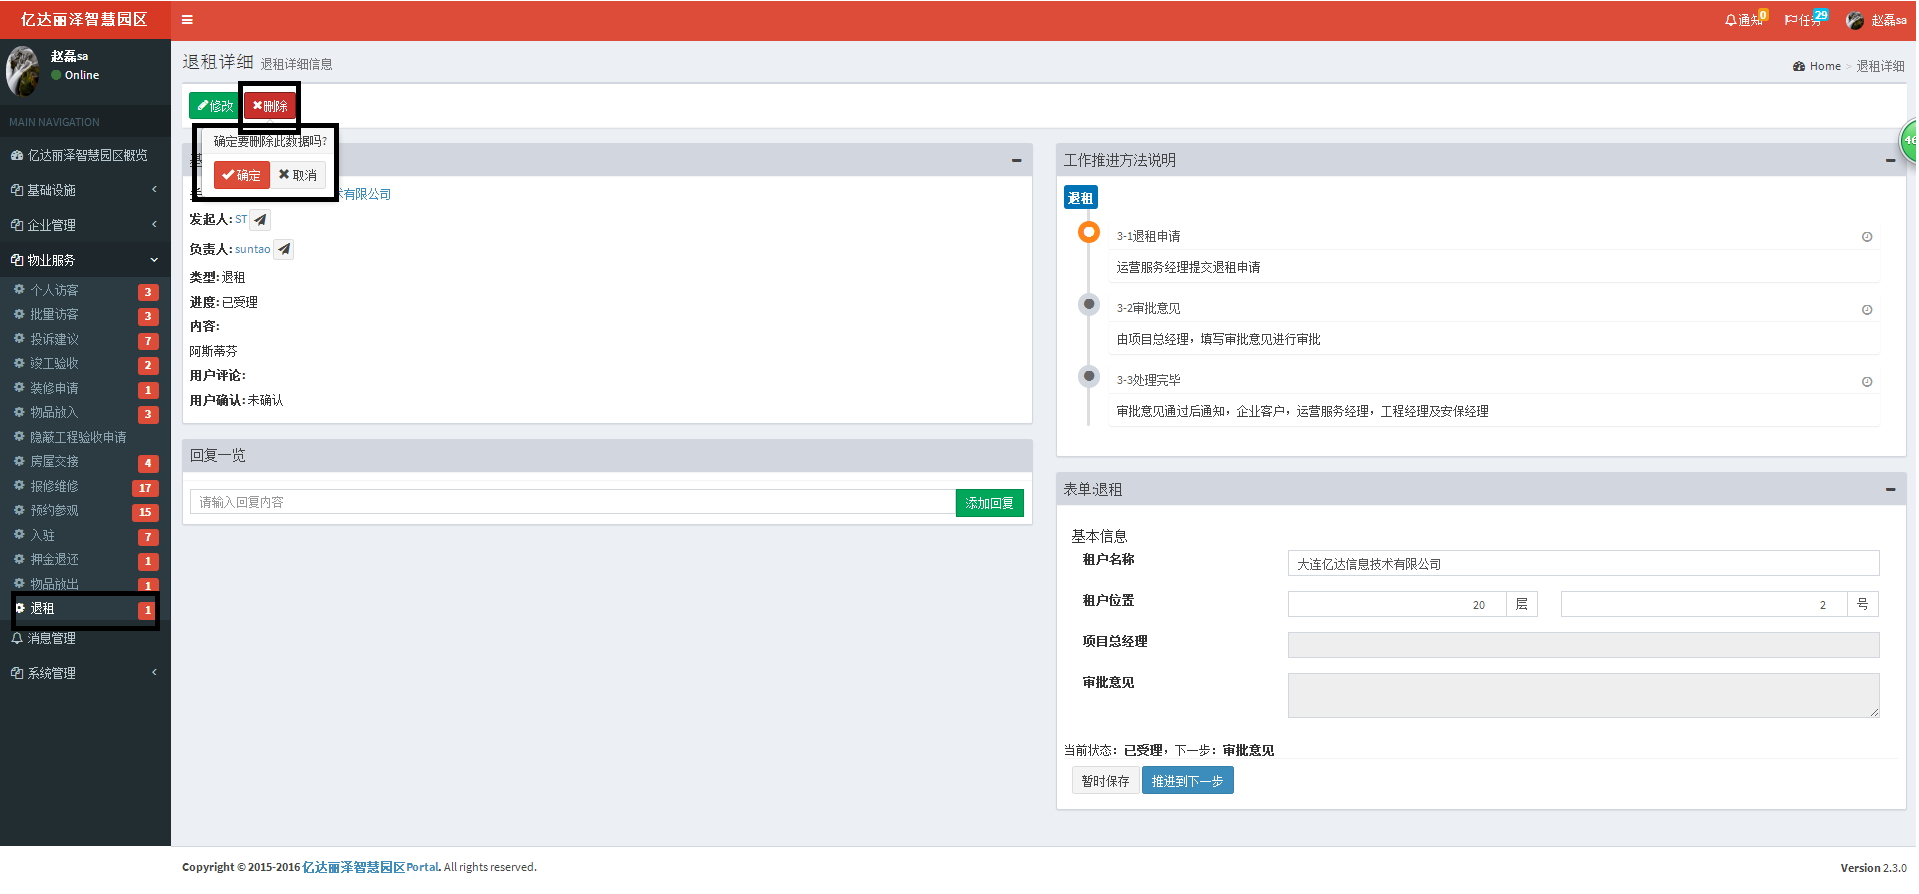 亿达丽泽智慧园区
通知 0
任务 29
赵磊sa
赵磊sa
Online
MAIN NAVIGATION
亿达丽泽智慧园区概览
基础设施
企业管理
物业服务
个人访客 3
批量访客 3
投诉建议 7
竣工验收 2
装修申请 1
物品放入 3
隐蔽工程验收申请
房屋交接 4
报修维修 17
预约参观 15
入驻 7
押金退还 1
物品放出 1
退租 1
消息管理
系统管理
退租详细 退租详细信息
Home > 退租详细
修改 删除
确定要删除此数据吗?
确定 取消
术有限公司
发起人: ST
负责人: suntao
类型: 退租
进度: 已受理
内容:
阿斯蒂芬
用户评论:
用户确认: 未确认
回复一览
请输入回复内容 添加回复
46
工作推进方法说明
退租
3-1退租申请
运营服务经理提交退租申请
3-2审批意见
由项目总经理，填写审批意见进行审批
3-3处理完毕
审批意见通过后通知，企业客户，运营服务经理，工程经理及安保经理
表单:退租
基本信息
租户名称 大连亿达信息技术有限公司
租户位置 20 层 2 号
项目总经理
审批意见
当前状态：已受理，下一步：审批意见
暂时保存 推进到下一步
Copyright © 2015-2016 亿达丽泽智慧园区Portal. All rights reserved.
Version 2.3.0